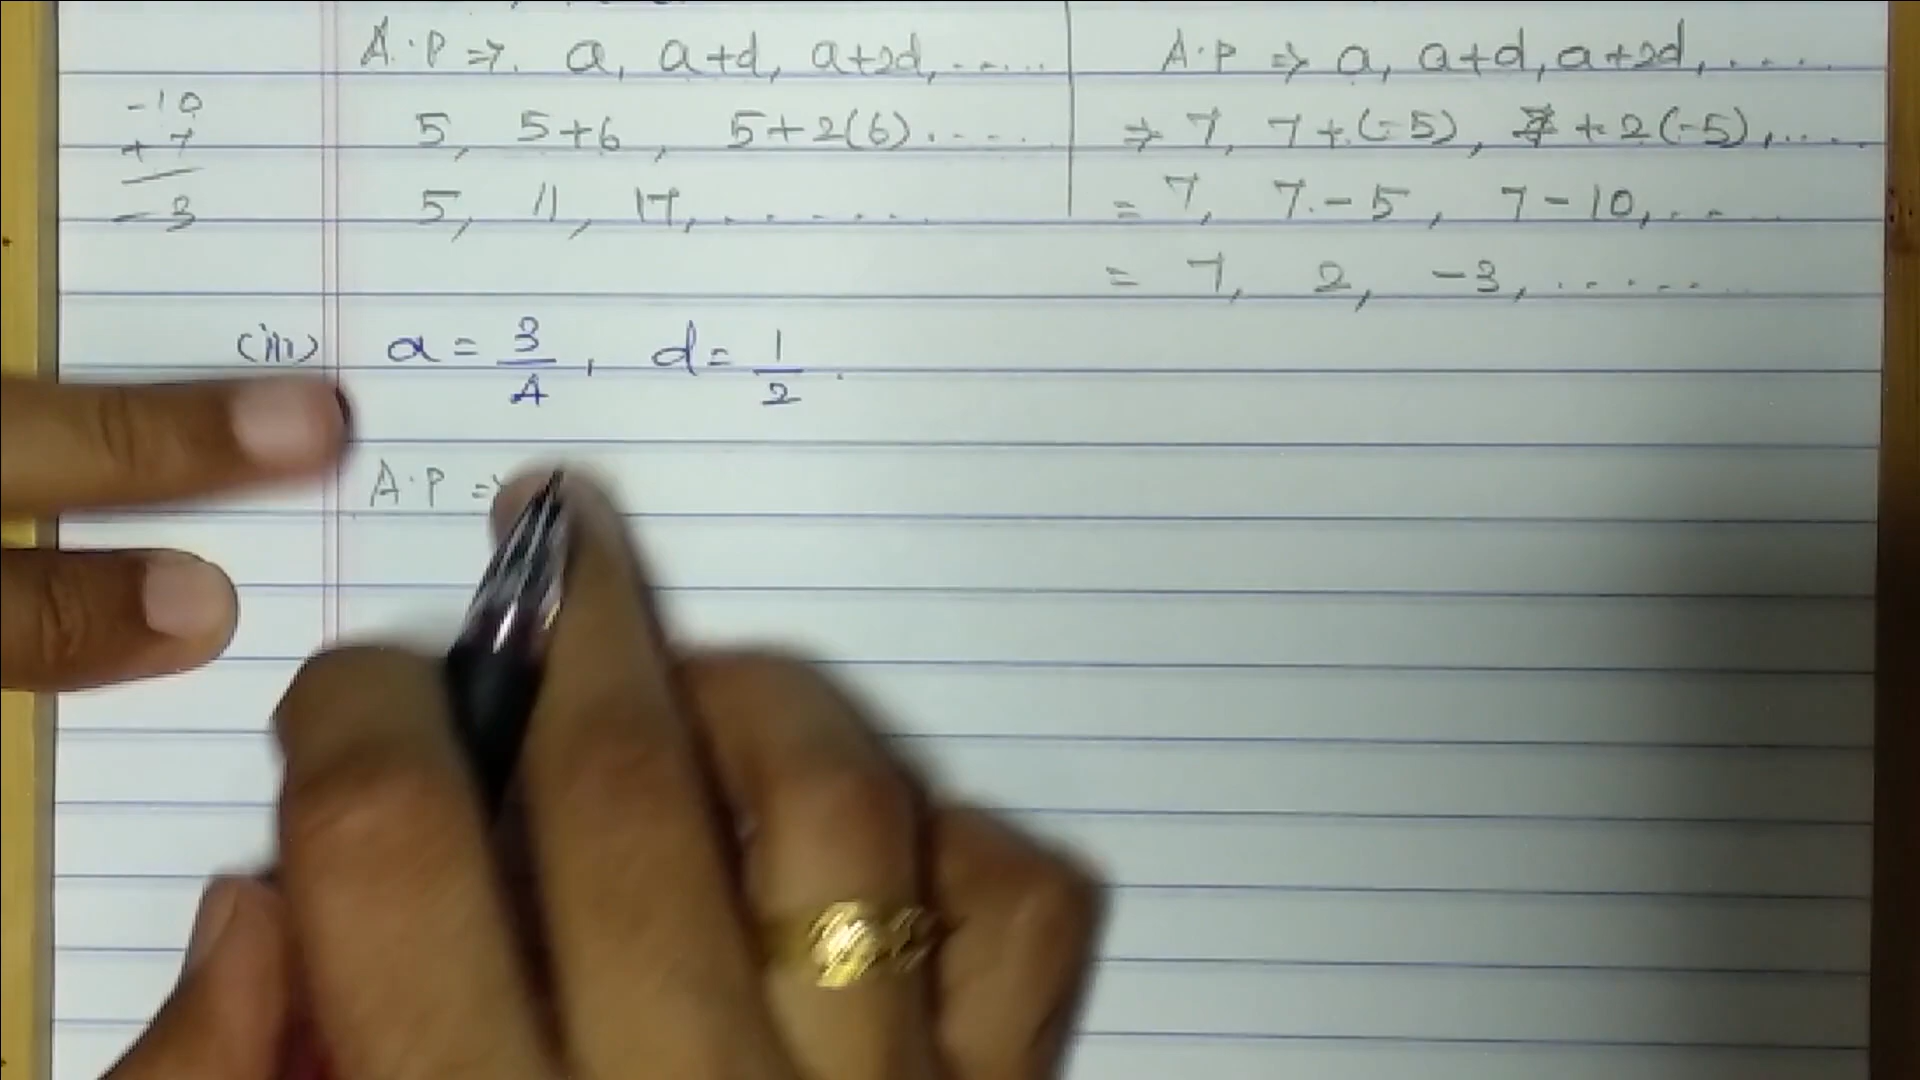 A.P ⇒. a, a+d, a+2d, .....
5, 5+6, 5+2(6).....
5, 11, 17, .......
-10
+ 7
-3
A.P ⇒ a, a+d, a+2d, .....
⇒ 7, 7+(-5), 7+2(-5), ....
= 7, 7.-5, 7-10, ....
= 7, 2, -3, .......
(iii) a = 3/4, d = 1/2.
A.P ⇒